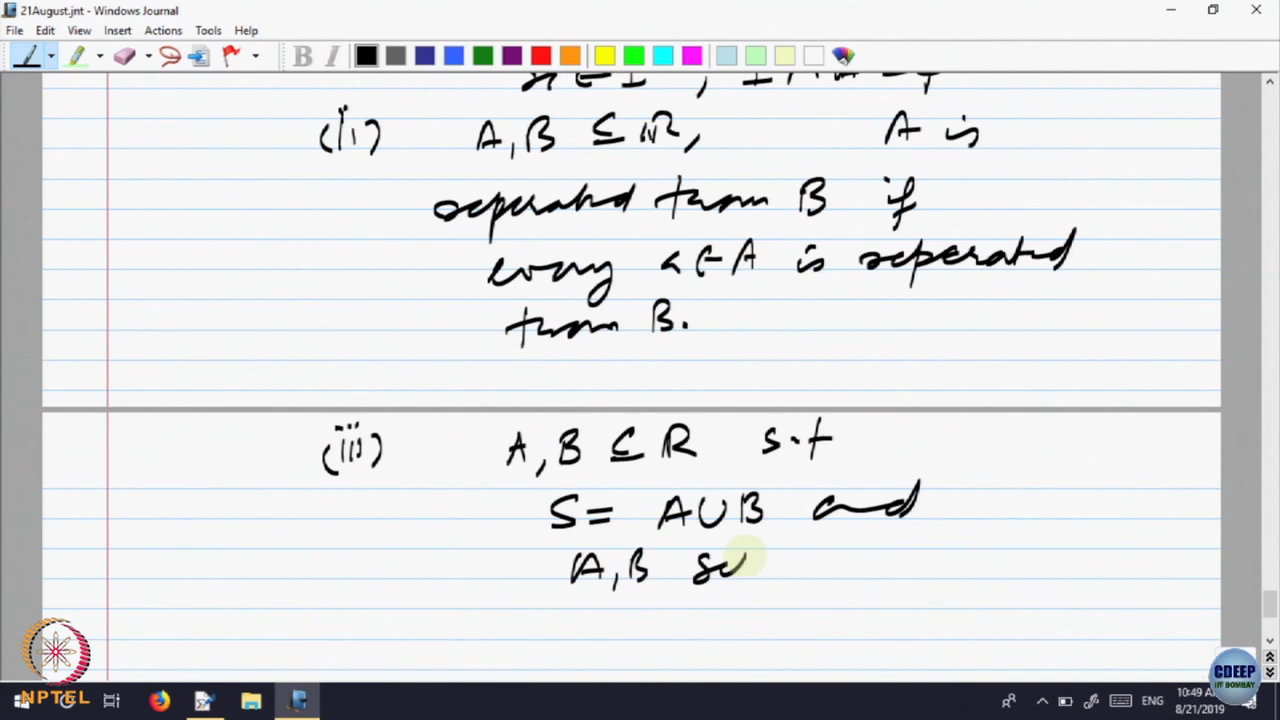 21August.jnt - Windows Journal
File Edit View Insert Actions Tools Help
(ii) A, B ⊆ ℝ, A is
seperated from B if
every a ∈ A is seperated
from B.
(iii) A, B ⊆ R s.t
S = A ∪ B and
A, B se
NPTEL
CDEEP
IIT BOMBAY
ENG
10:49 A
8/21/2019